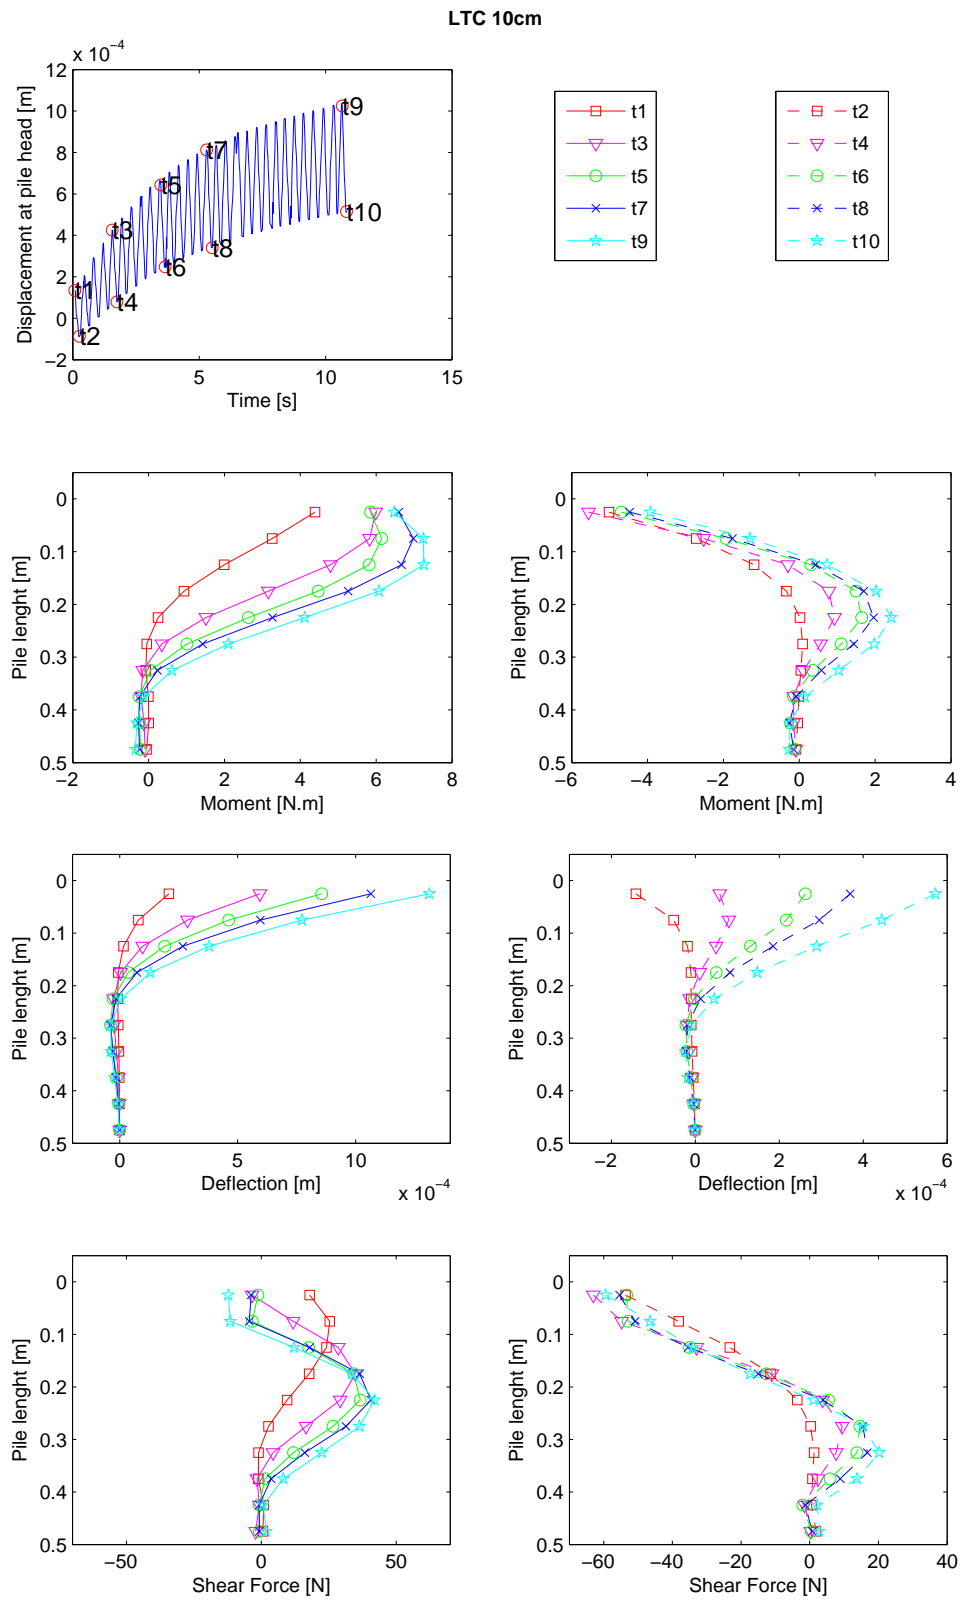 LTC 10cm
x 10−4
12
10
8
6
4
2
0
−2
Displacement at pile head [m]
t1
t2
t3
t4
t5
t6
t7
t8
t9
t10
0 5 10 15
Time [s]
t1
t3
t5
t7
t9
t2
t4
t6
t8
t10
0
0.1
0.2
0.3
0.4
0.5
Pile lenght [m]
−2 0 2 4 6 8
Moment [N.m]
0
0.1
0.2
0.3
0.4
0.5
Pile lenght [m]
−6 −4 −2 0 2 4
Moment [N.m]
0
0.1
0.2
0.3
0.4
0.5
Pile lenght [m]
0 5 10
Deflection [m]
x 10−4
0
0.1
0.2
0.3
0.4
0.5
Pile lenght [m]
−2 0 2 4 6
Deflection [m]
x 10−4
0
0.1
0.2
0.3
0.4
0.5
Pile lenght [m]
−50 0 50
Shear Force [N]
0
0.1
0.2
0.3
0.4
0.5
Pile lenght [m]
−60 −40 −20 0 20 40
Shear Force [N]